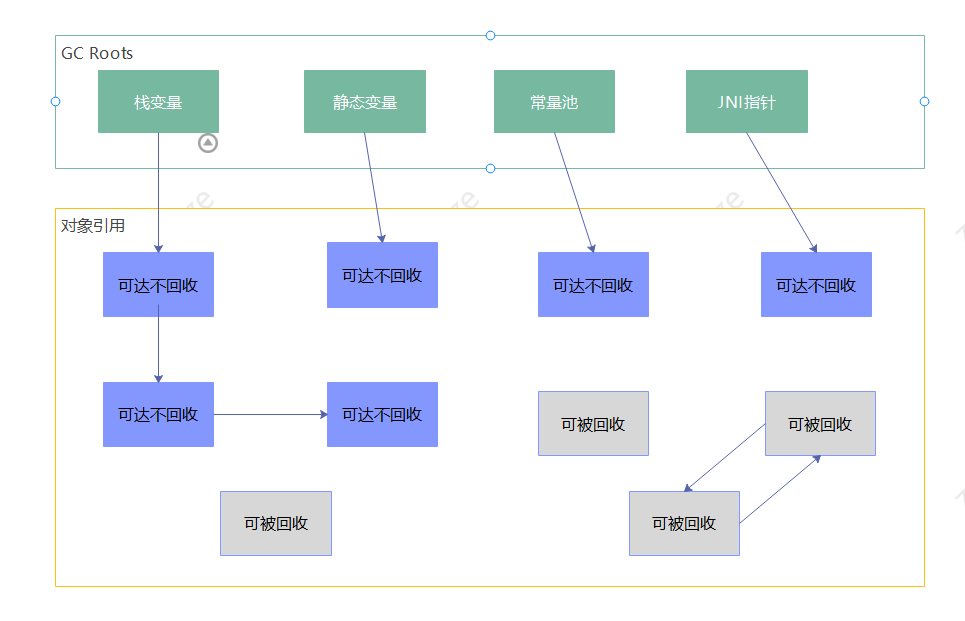 GC Roots
栈变量
静态变量
常量池
JNI指针
对象引用
可达不回收
可达不回收
可达不回收
可达不回收
可达不回收
可达不回收
可被回收
可被回收
可被回收
可被回收